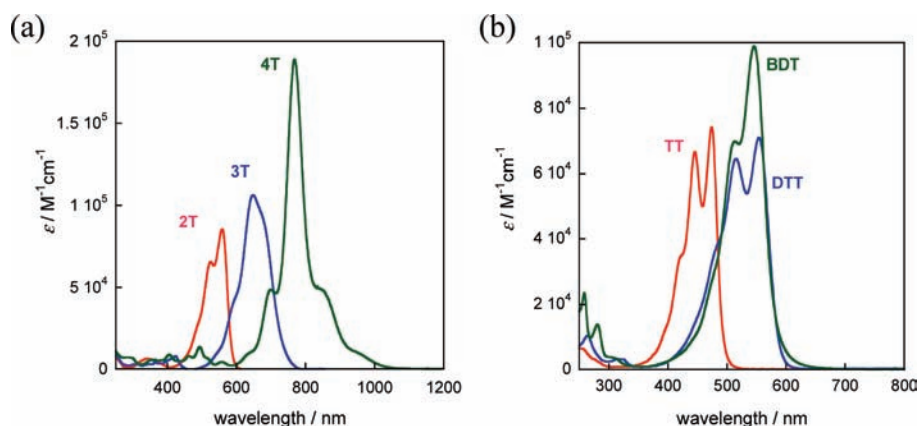 (a)
2 10⁵
1.5 10⁵
1 10⁵
5 10⁴
0
ε / M⁻¹cm⁻¹
2T
3T
4T
400 600 800 1000 1200
wavelength / nm
(b)
1 10⁵
8 10⁴
6 10⁴
4 10⁴
2 10⁴
0
ε / M⁻¹cm⁻¹
TT
BDT
DTT
300 400 500 600 700 800
wavelength / nm